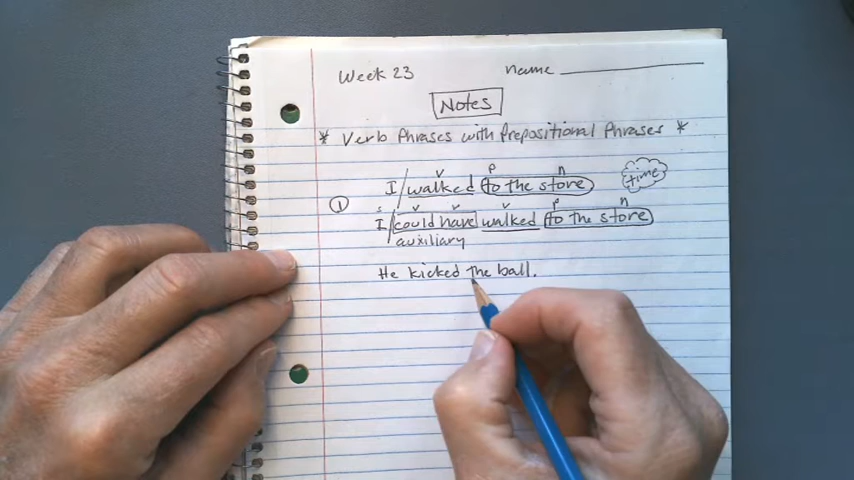 Week 23 name
Notes
* Verb Phrases with Prepositional Phrases *
v p n
I/walked to the store time
① s v v v p n
I/could have walked to the store
auxiliary
He kicked the ball.